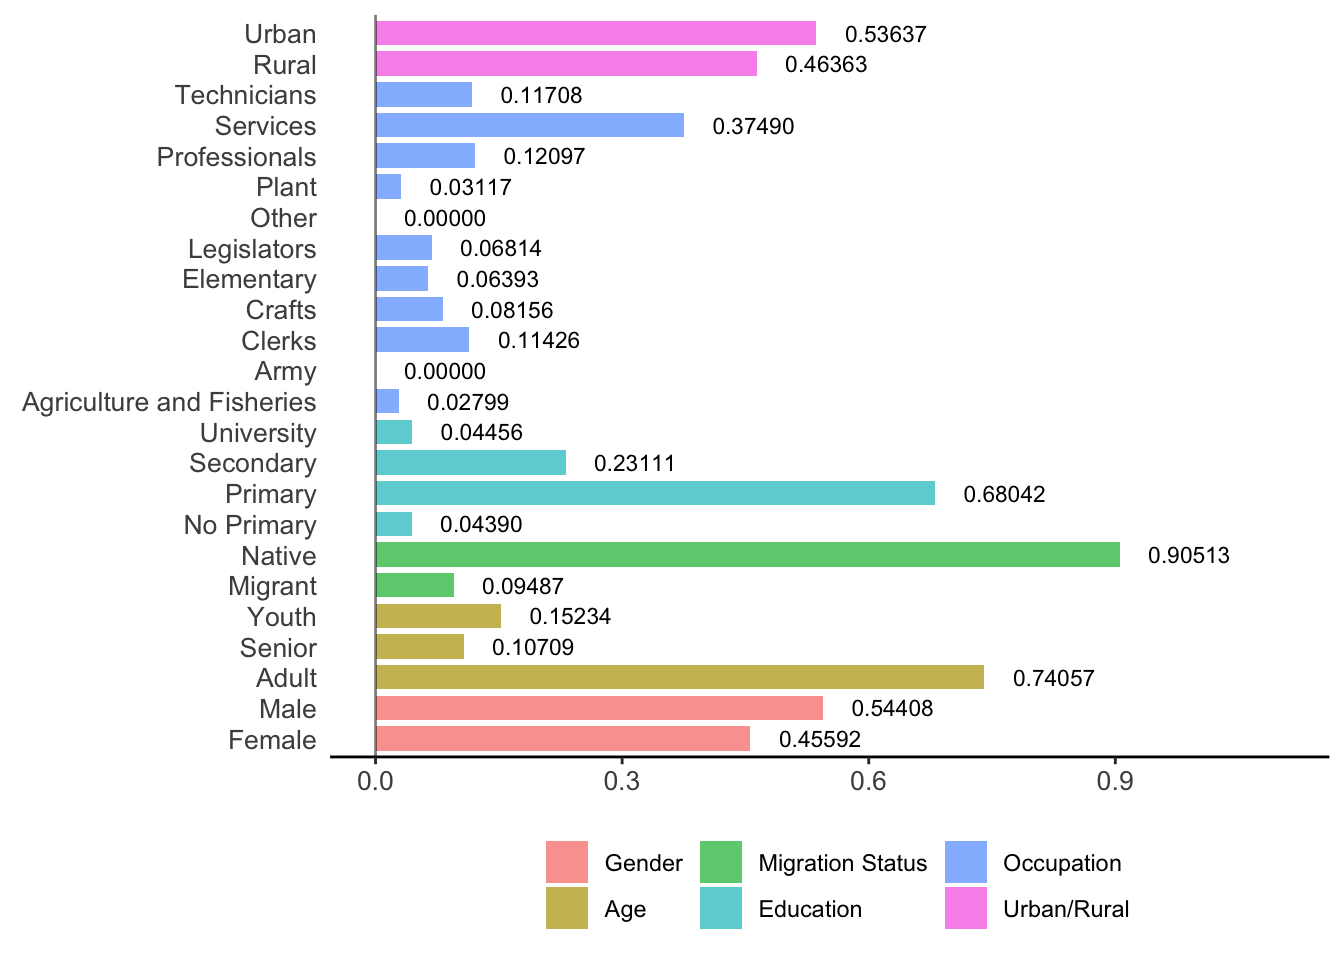 Urban 0.53637
Rural 0.46363
Technicians 0.11708
Services 0.37490
Professionals 0.12097
Plant 0.03117
Other 0.00000
Legislators 0.06814
Elementary 0.06393
Crafts 0.08156
Clerks 0.11426
Army 0.00000
Agriculture and Fisheries 0.02799
University 0.04456
Secondary 0.23111
Primary 0.68042
No Primary 0.04390
Native 0.90513
Migrant 0.09487
Youth 0.15234
Senior 0.10709
Adult 0.74057
Male 0.54408
Female 0.45592
0.0 0.3 0.6 0.9
Gender Migration Status Occupation
Age Education Urban/Rural